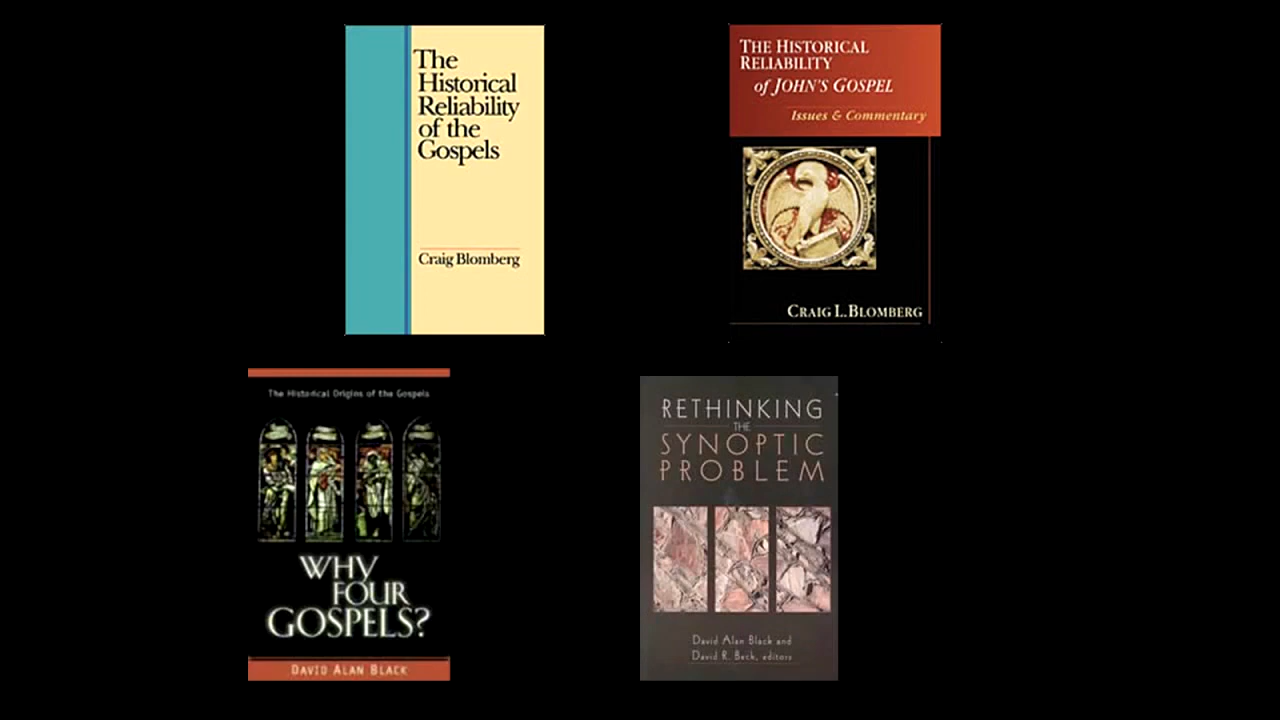 The
Historical
Reliability
of the
Gospels
Craig Blomberg
THE HISTORICAL
RELIABILITY
of JOHN'S GOSPEL
Issues & Commentary
CRAIG L. BLOMBERG
The Historical Origins of the Gospels
WHY
FOUR
GOSPELS?
DAVID ALAN BLACK
RETHINKING
THE
SYNOPTIC
PROBLEM
David Alan Black and
David R. Beck, editors